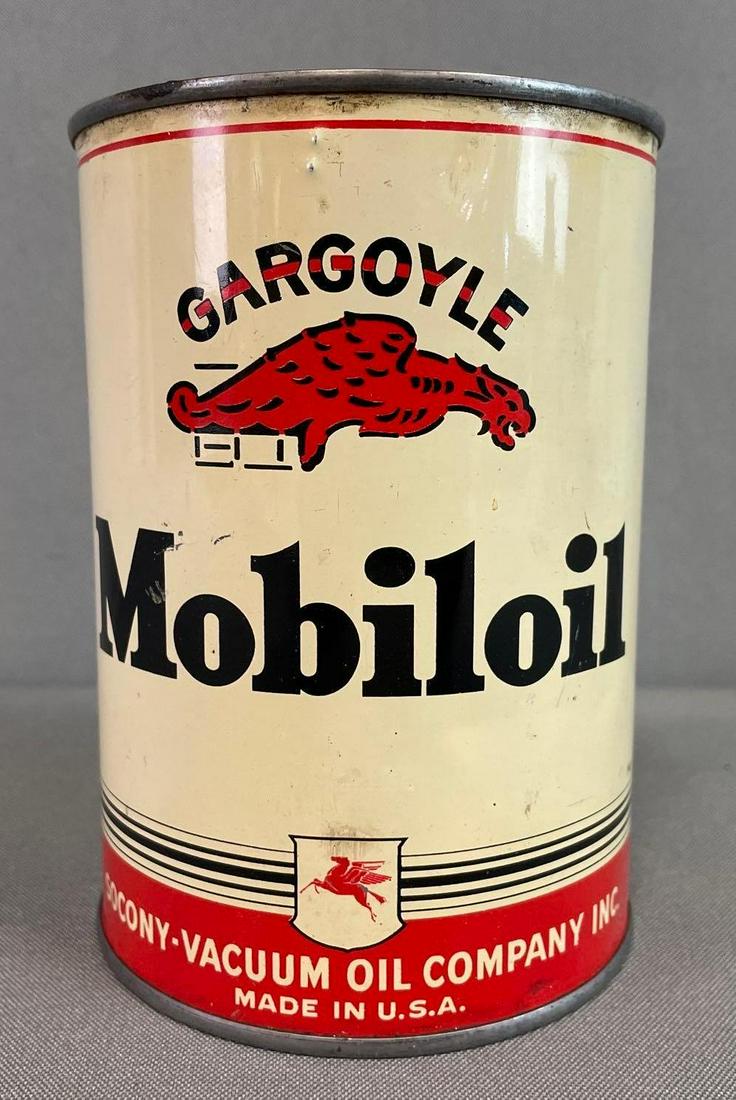 GARGOYLE
Mobiloil
SOCONY-VACUUM OIL COMPANY INC.
MADE IN U.S.A.